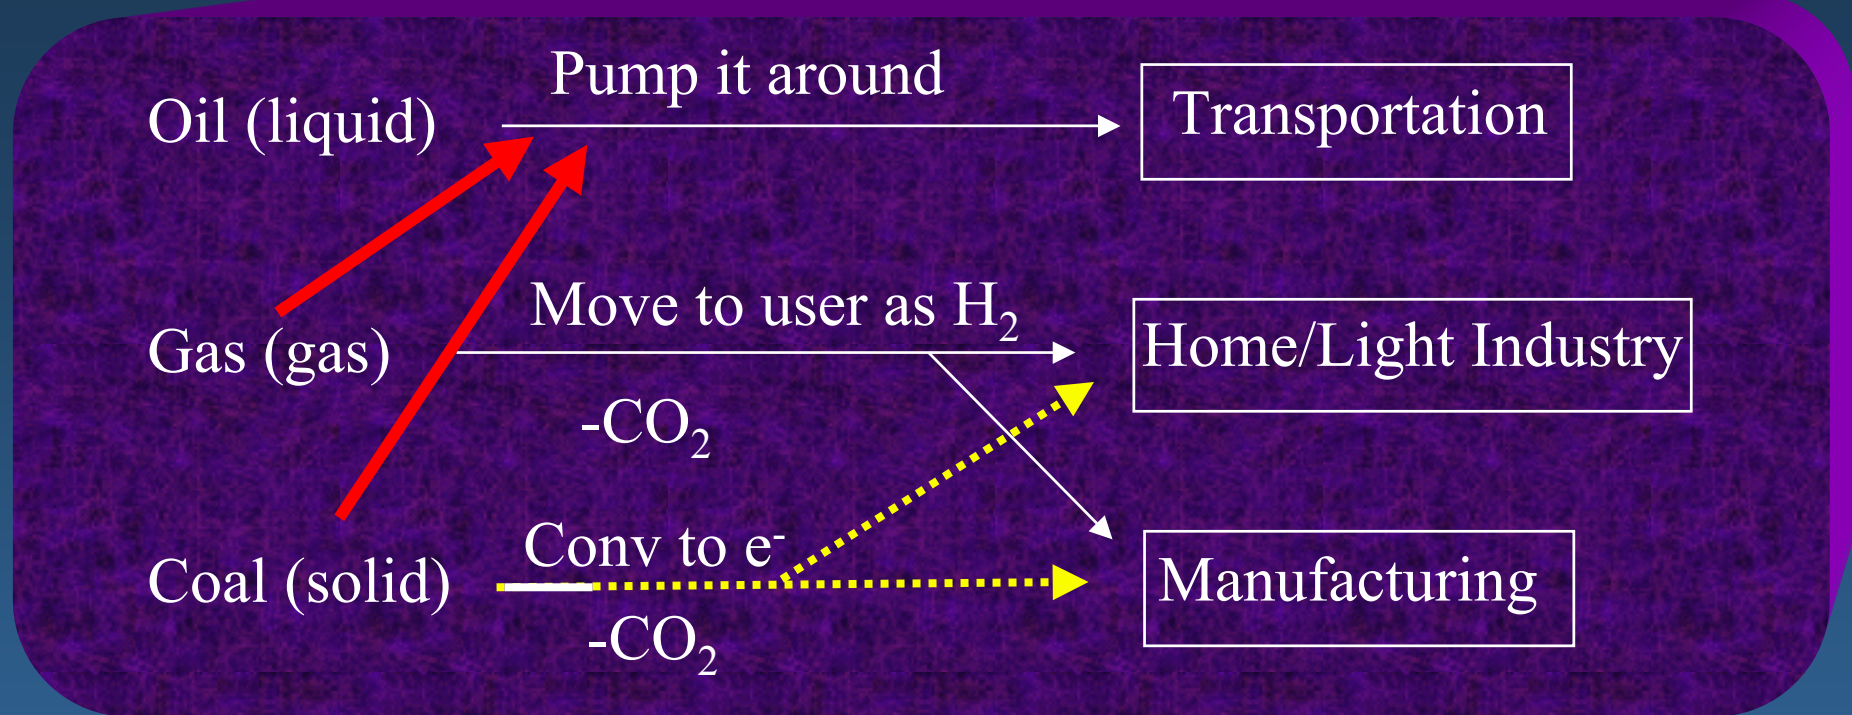 Pump it around
Oil (liquid)
Transportation
Move to user as H₂
Gas (gas)
Home/Light Industry
-CO₂
Conv to e⁻
Coal (solid)
Manufacturing
-CO₂